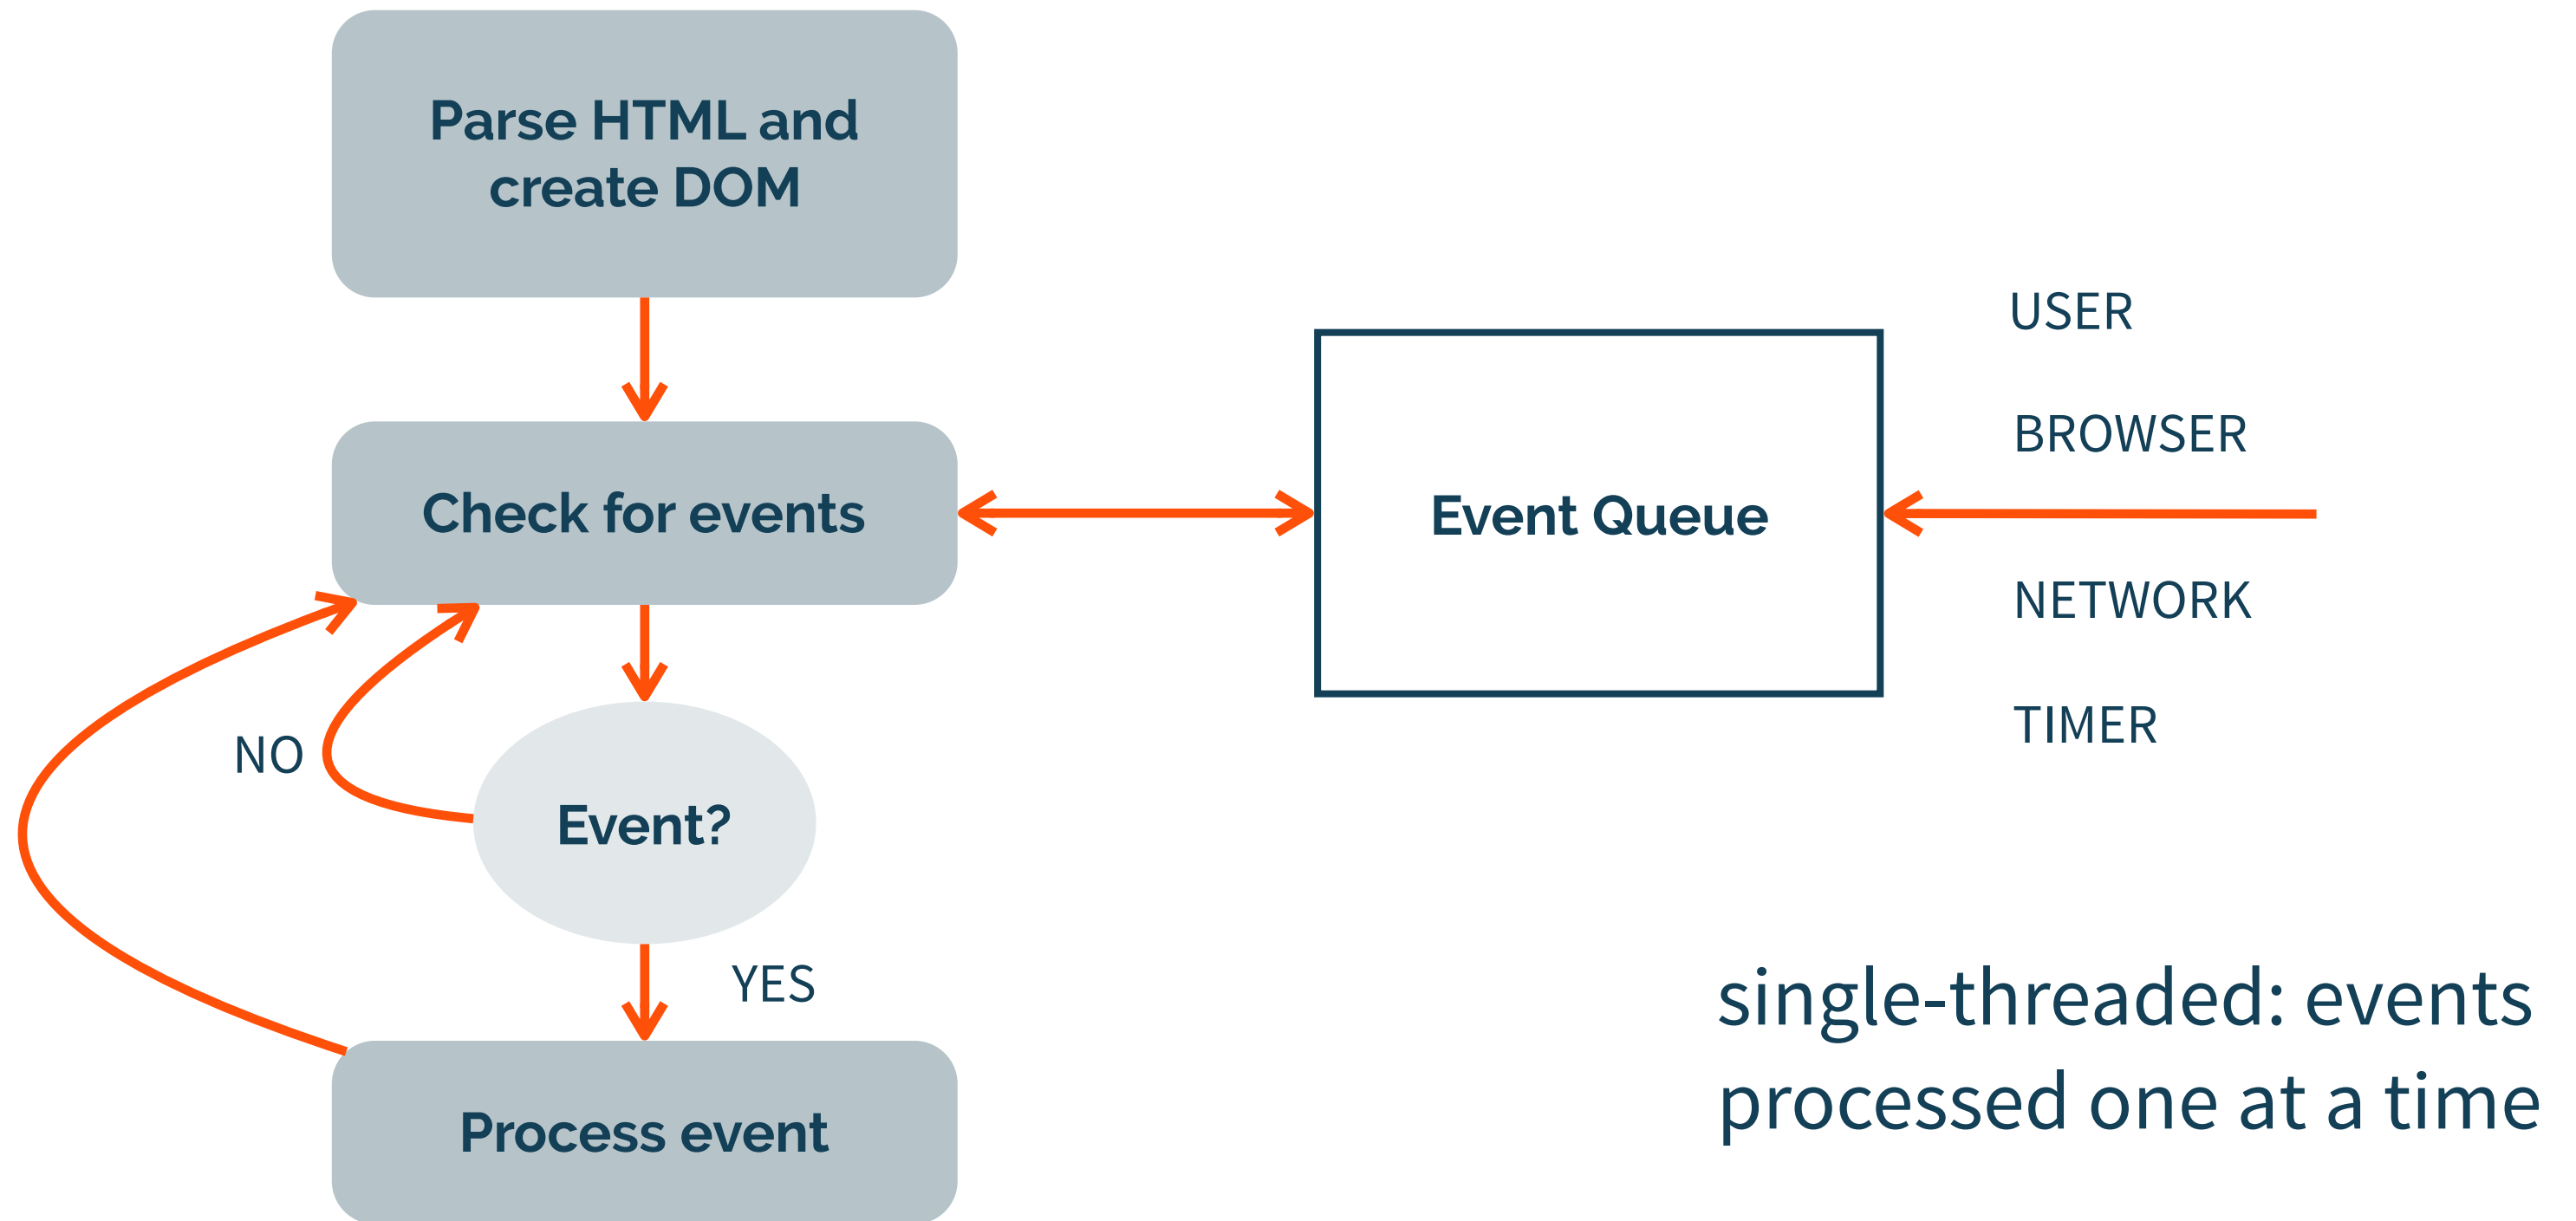 Parse HTML and
create DOM
USER
BROWSER
Check for events
Event Queue
NETWORK
TIMER
NO
Event?
YES
single-threaded: events
processed one at a time
Process event